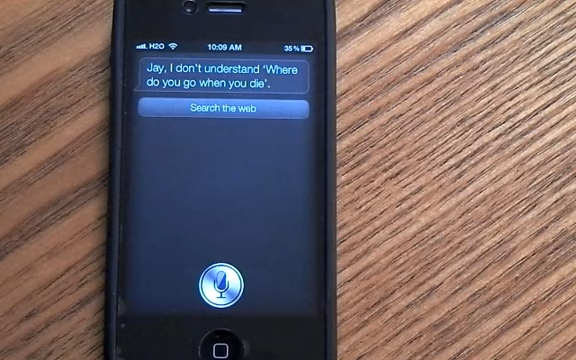 H2O 10:09 AM 35%
Jay, I don't understand 'Where
do you go when you die'.
Search the web